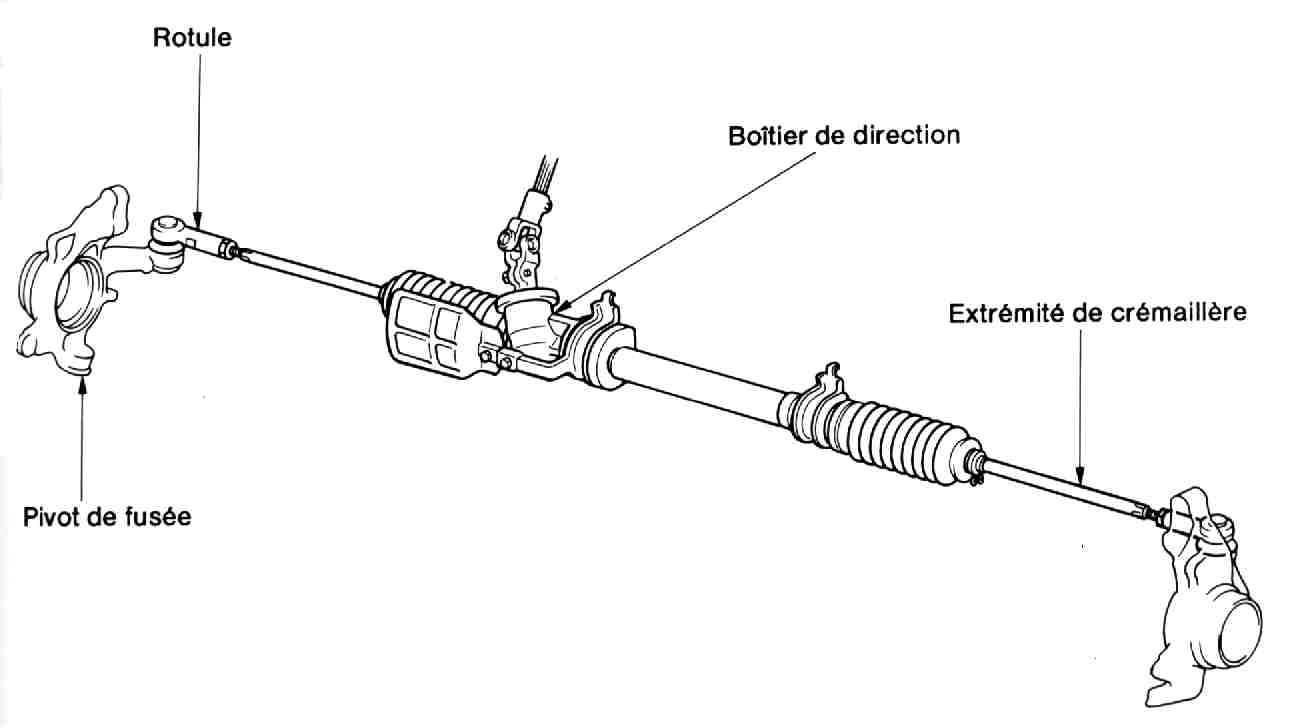 Rotule
Boîtier de direction
Extrémité de crémaillère
Pivot de fusée